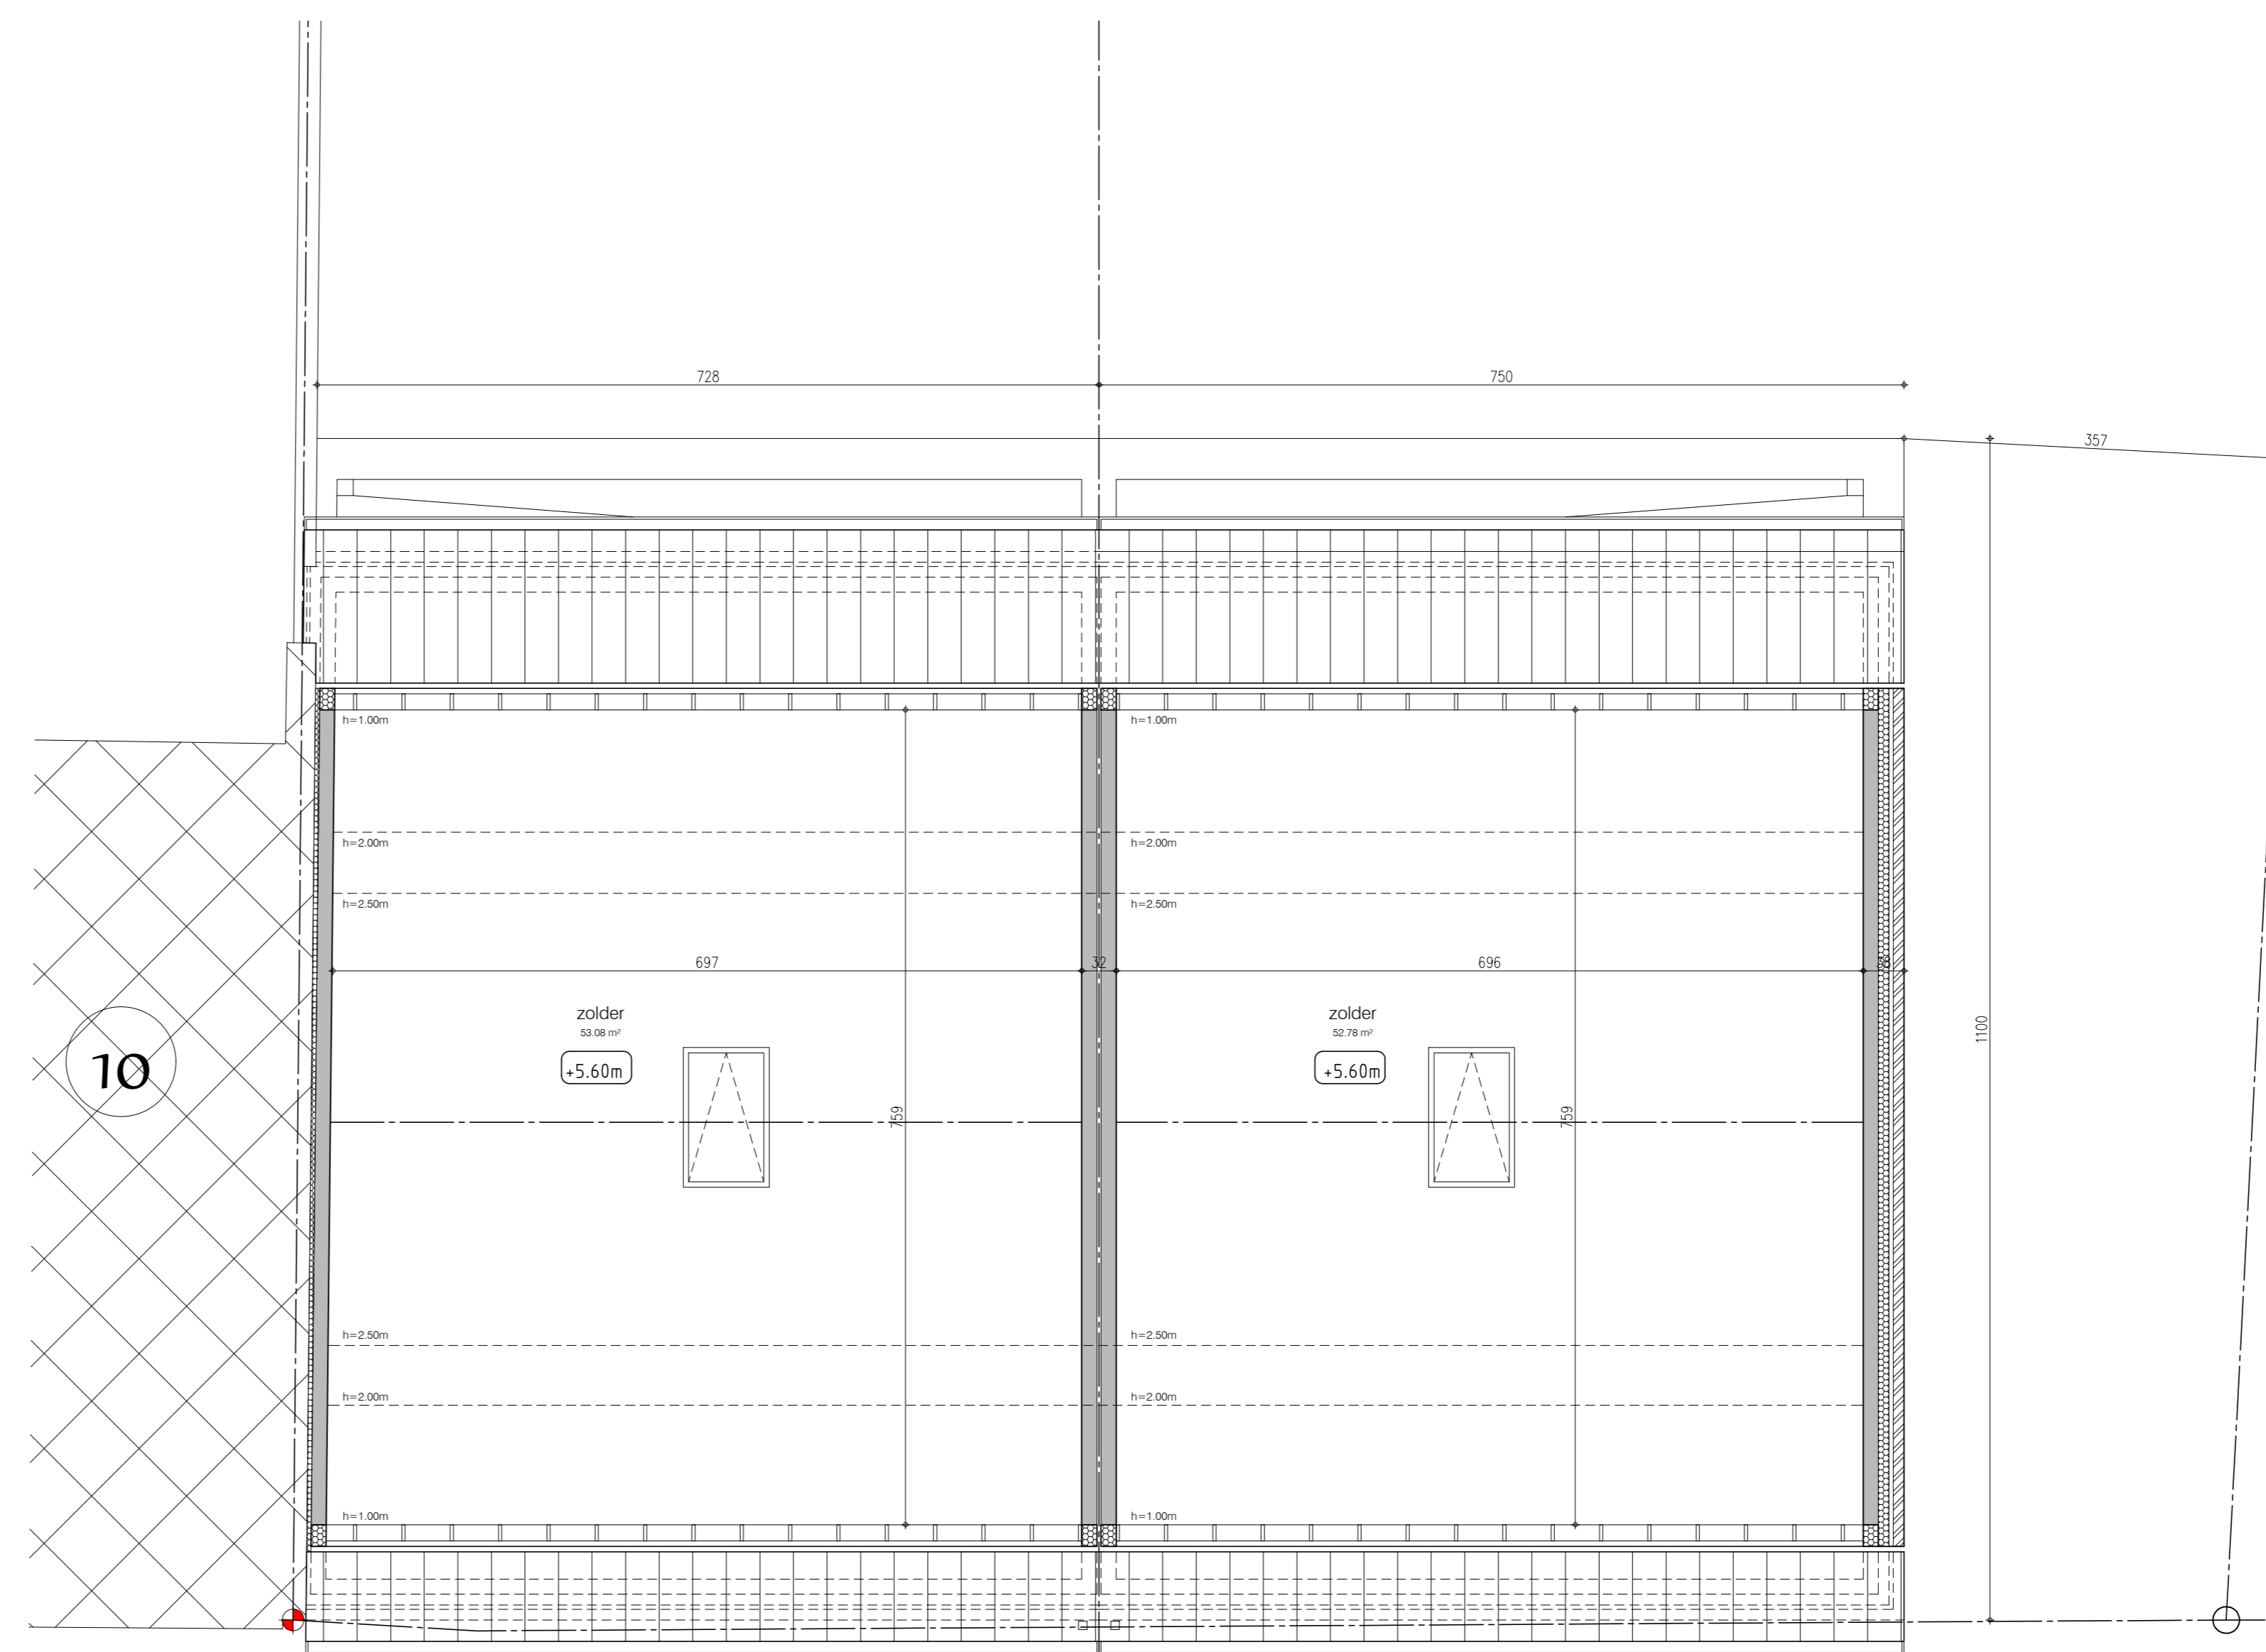 728
750
357
h=1.00m
h=1.00m
h=2.00m
h=2.00m
h=2.50m
h=2.50m
697
32
696
38
zolder
53.08 m²
+5.60m
zolder
52.78 m²
+5.60m
1100
10
759
759
h=2.50m
h=2.50m
h=2.00m
h=2.00m
h=1.00m
h=1.00m